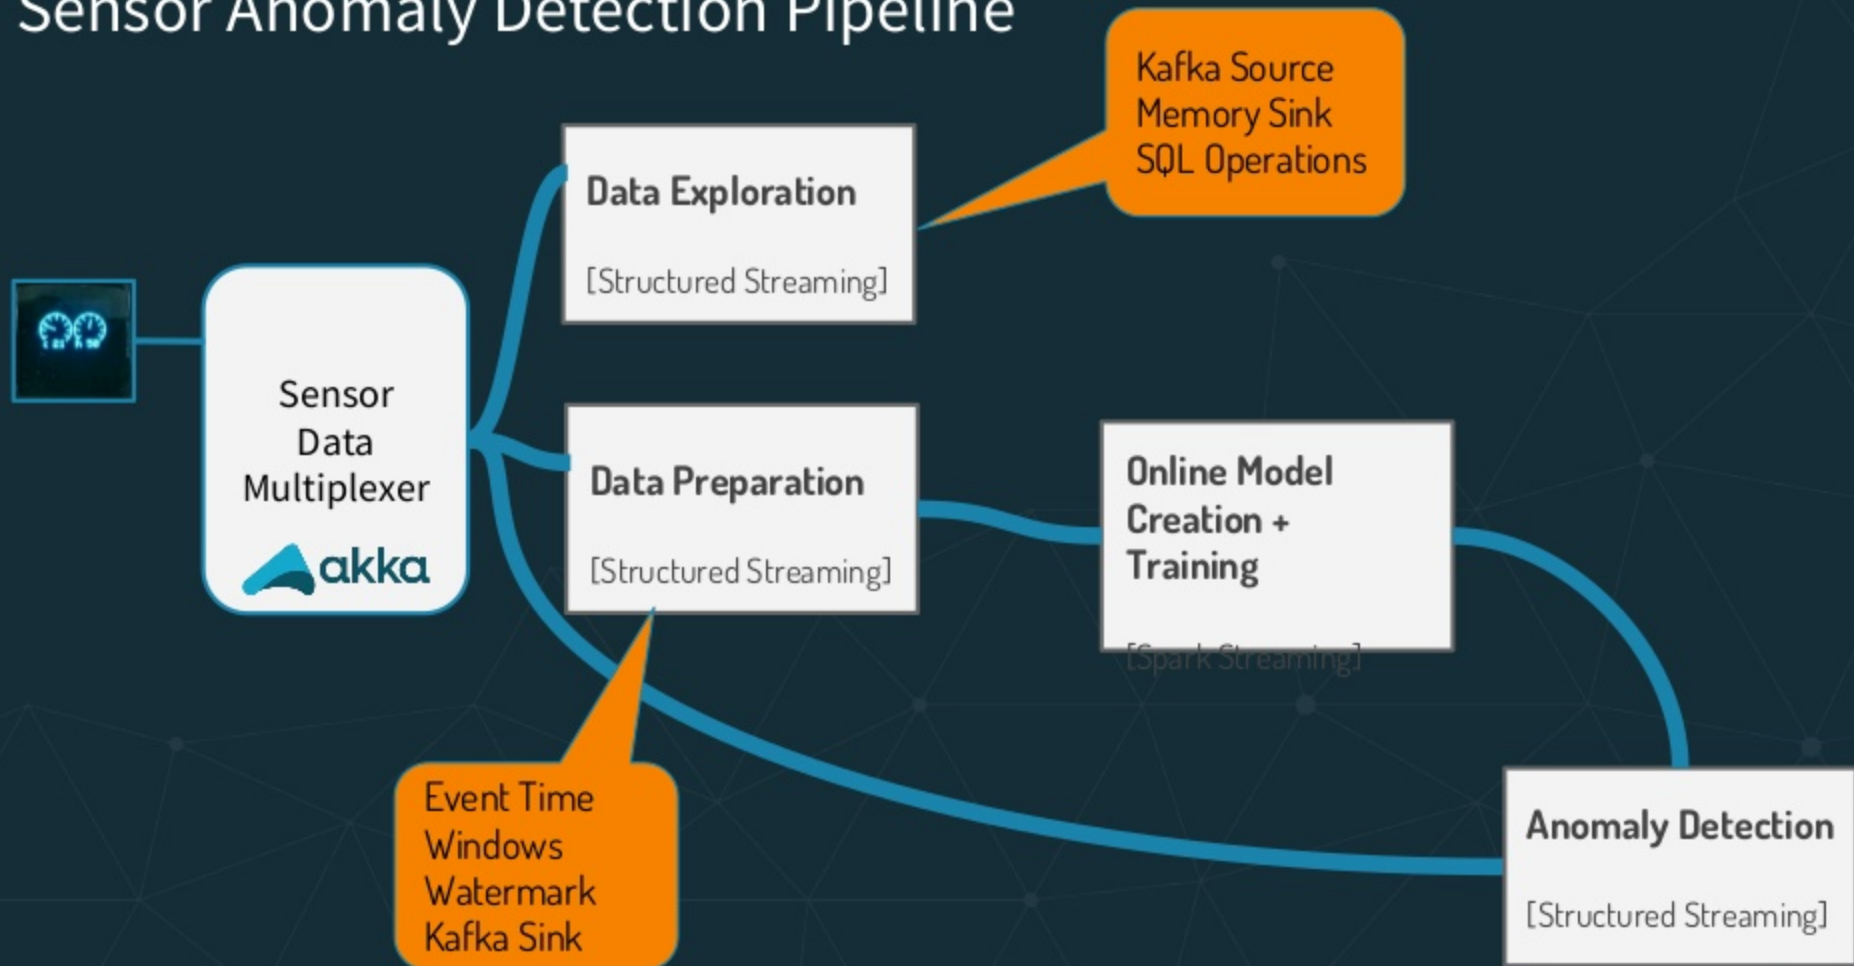 Sensor Anomaly Detection Pipeline
Kafka Source
Memory Sink
SQL Operations
Data Exploration
[Structured Streaming]
Sensor
Data
Multiplexer
akka
Data Preparation
[Structured Streaming]
Online Model
Creation +
Training
[Spark Streaming]
Event Time
Windows
Watermark
Kafka Sink
Anomaly Detection
[Structured Streaming]